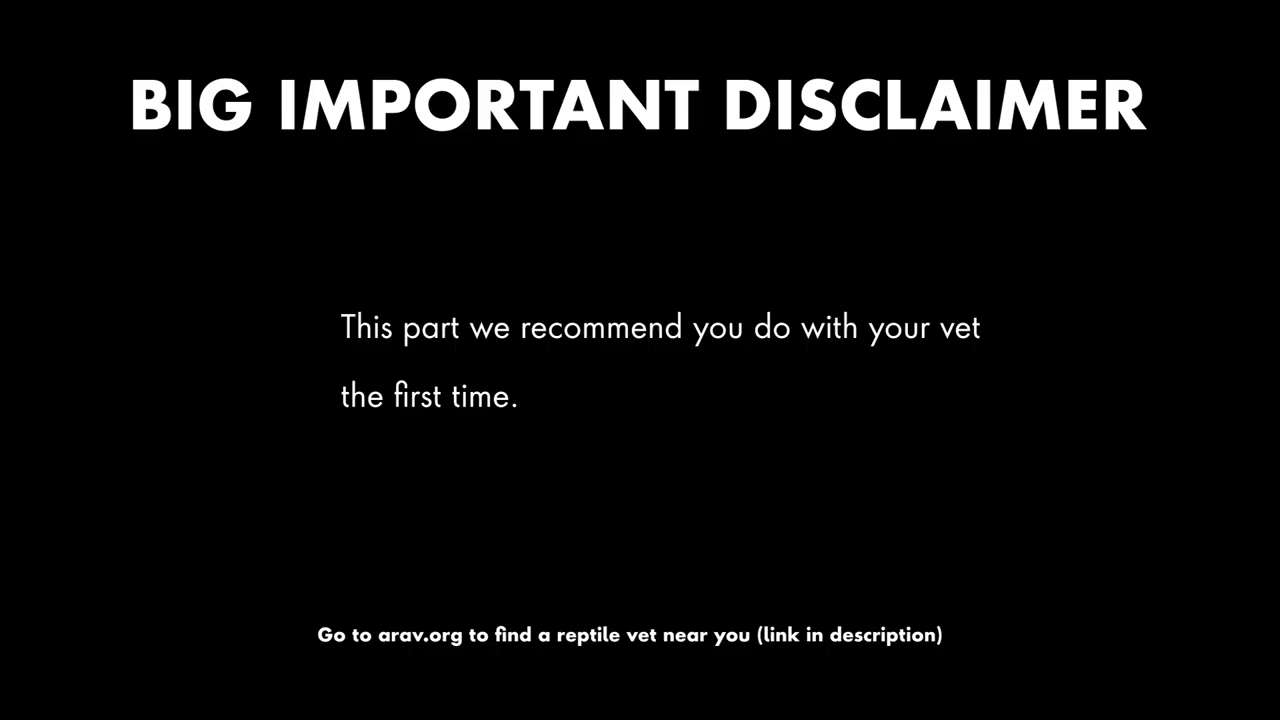 BIG IMPORTANT DISCLAIMER
This part we recommend you do with your vet
the first time.
Go to arav.org to find a reptile vet near you (link in description)